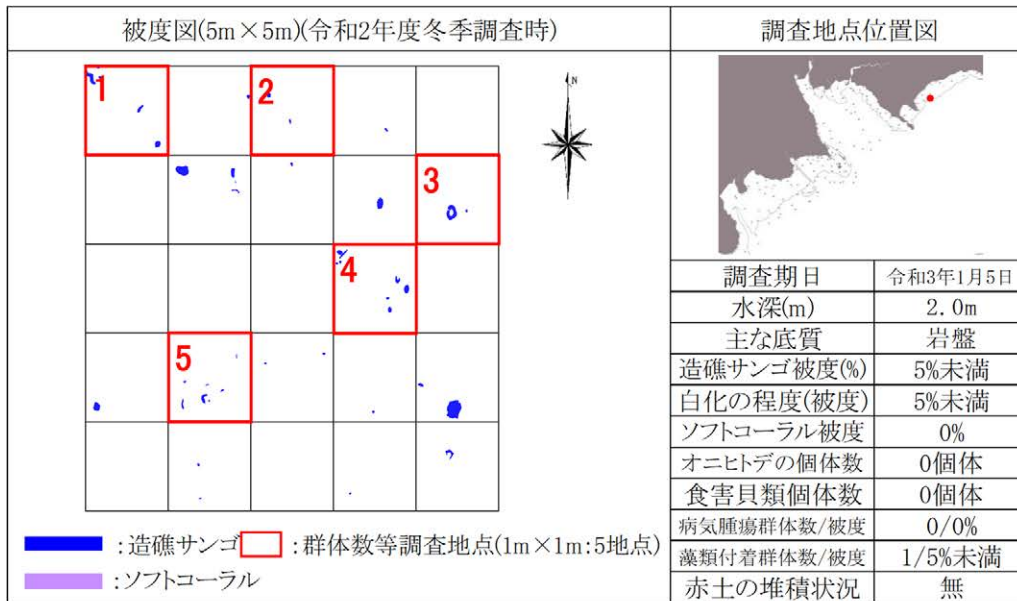 被度図(5m×5m)(令和2年度冬季調査時)
調査地点位置図
1
2
3
4
5
N
調査期日 令和3年1月5日
水深(m) 2.0m
主な底質 岩盤
造礁サンゴ被度(%) 5%未満
白化の程度(被度) 5%未満
ソフトコーラル被度 0%
オニヒトデの個体数 0個体
食害貝類個体数 0個体
病気腫瘍群体数/被度 0/0%
藻類付着群体数/被度 1/5%未満
赤土の堆積状況 無
:造礁サンゴ :群体数等調査地点(1m×1m:5地点)
:ソフトコーラル